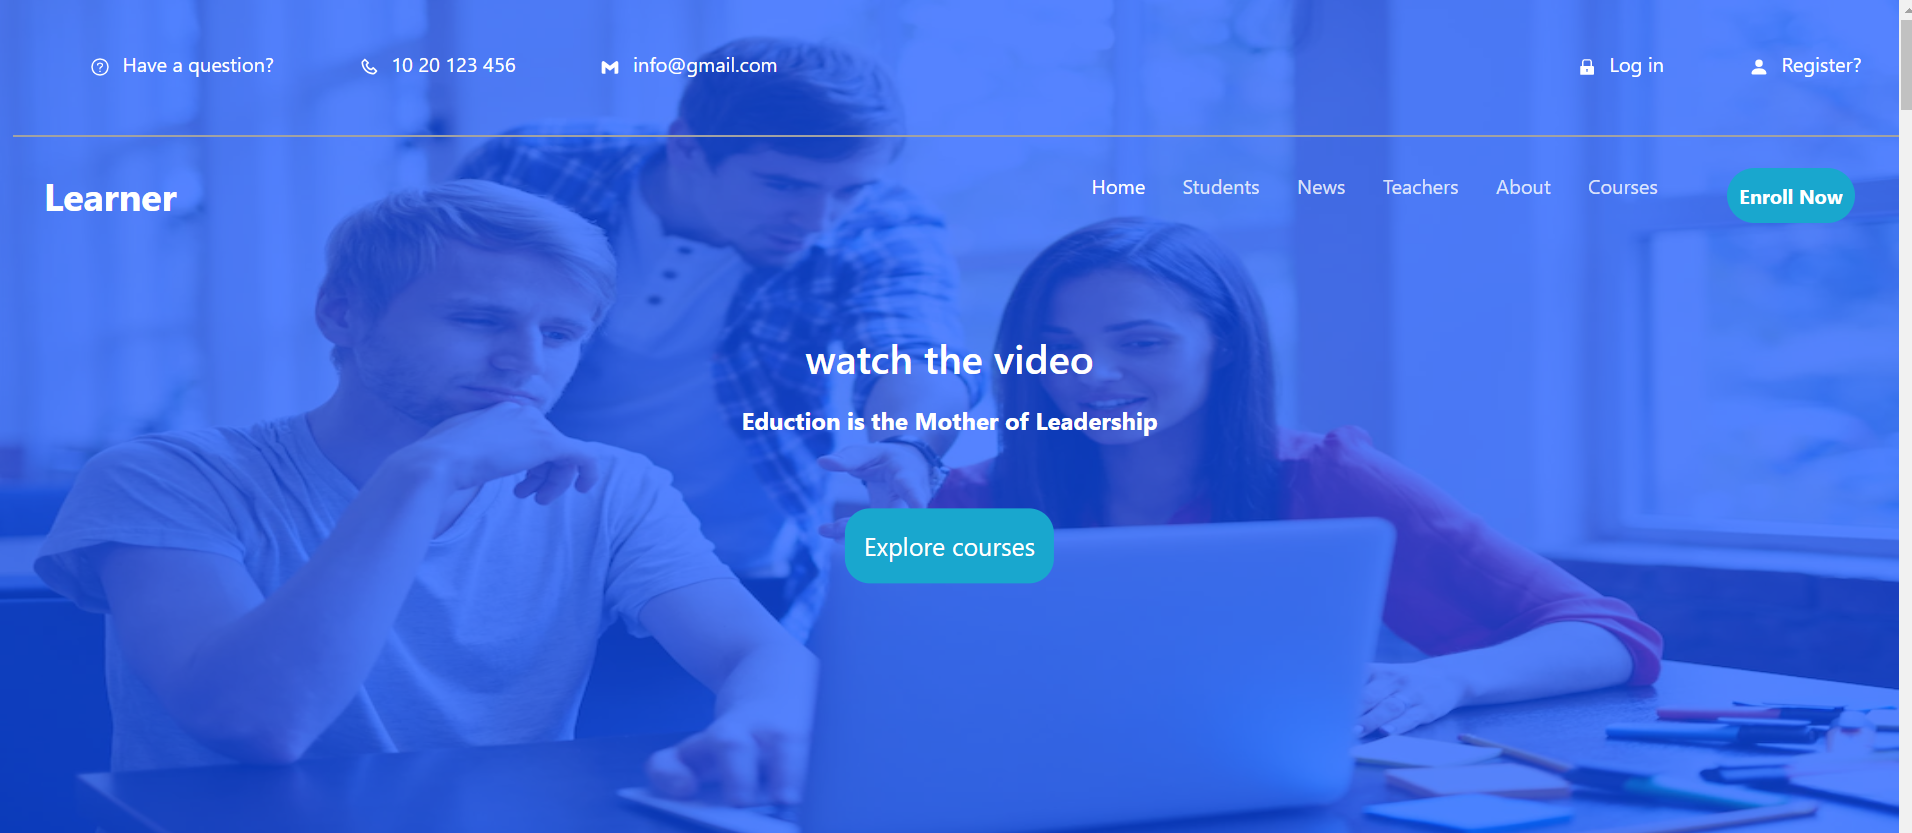 Have a question? 10 20 123 456 info@gmail.com Log in Register?
Learner Home Students News Teachers About Courses Enroll Now
watch the video
Eduction is the Mother of Leadership
Explore courses